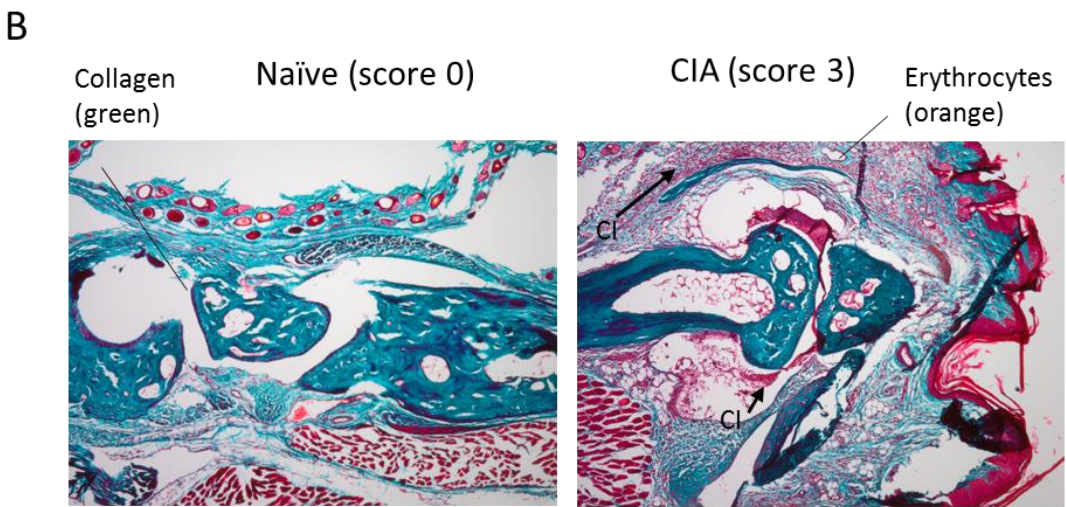 B
Naïve (score 0)
CIA (score 3)
Collagen
(green)
Erythrocytes
(orange)
CI
CI